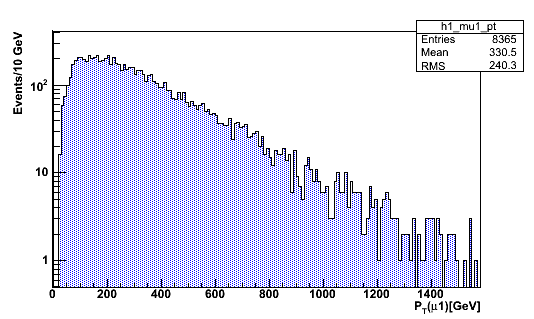 h1_mu1_pt
Entries 8365
Mean 330.5
RMS 240.3
Events/10 GeV
10²
10
1
0 200 400 600 800 1000 1200 1400
P_T(μ1)[GeV]